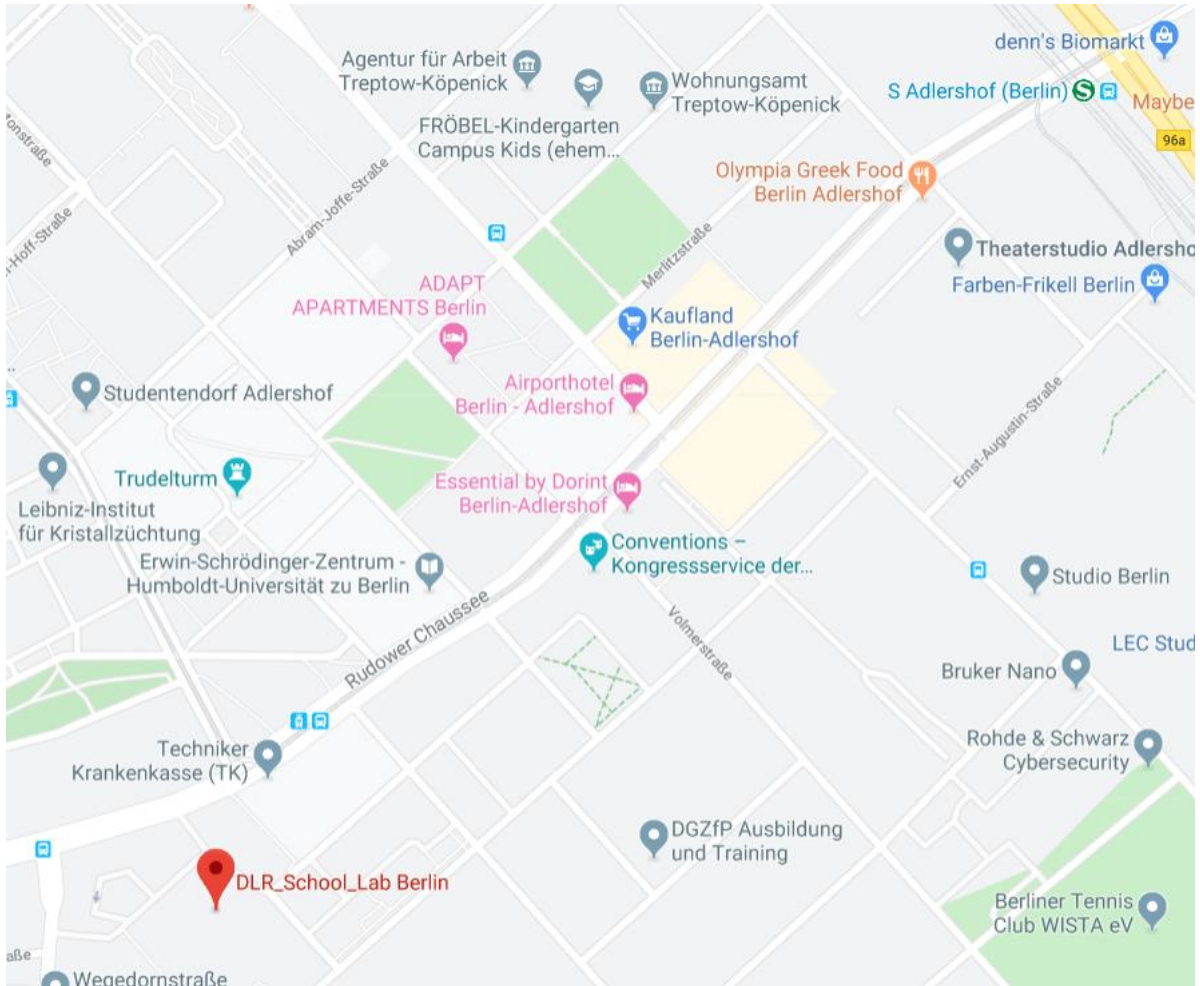 denn's Biomarkt
Agentur für Arbeit
Treptow-Köpenick
Wohnungsamt
Treptow-Köpenick
S Adlershof (Berlin)
S
Maybe
FRÖBEL-Kindergarten
Campus Kids (ehem...
96a
tonstraße
Olympia Greek Food
Berlin Adlershof
Abram-Joffe-Straße
-Hoff-Straße
Merlitzstraße
Theaterstudio Adlersho
Farben-Frikell Berlin
ADAPT
APARTMENTS Berlin
Kaufland
Berlin-Adlershof
Airporthotel
Berlin - Adlershof
Studentendorf Adlershof
Ernst-Augustin-Straße
Trudelturm
Essential by Dorint
Berlin-Adlershof
Leibniz-Institut
für Kristallzüchtung
Conventions –
Kongressservice der...
Erwin-Schrödinger-Zentrum -
Humboldt-Universität zu Berlin
Studio Berlin
Rudower Chaussee
Volmerstraße
LEC Stud
Bruker Nano
Techniker
Krankenkasse (TK)
Rohde & Schwarz
Cybersecurity
DGZfP Ausbildung
und Training
DLR_School_Lab Berlin
Berliner Tennis
Club WISTA eV
aße
Wegedornstraße